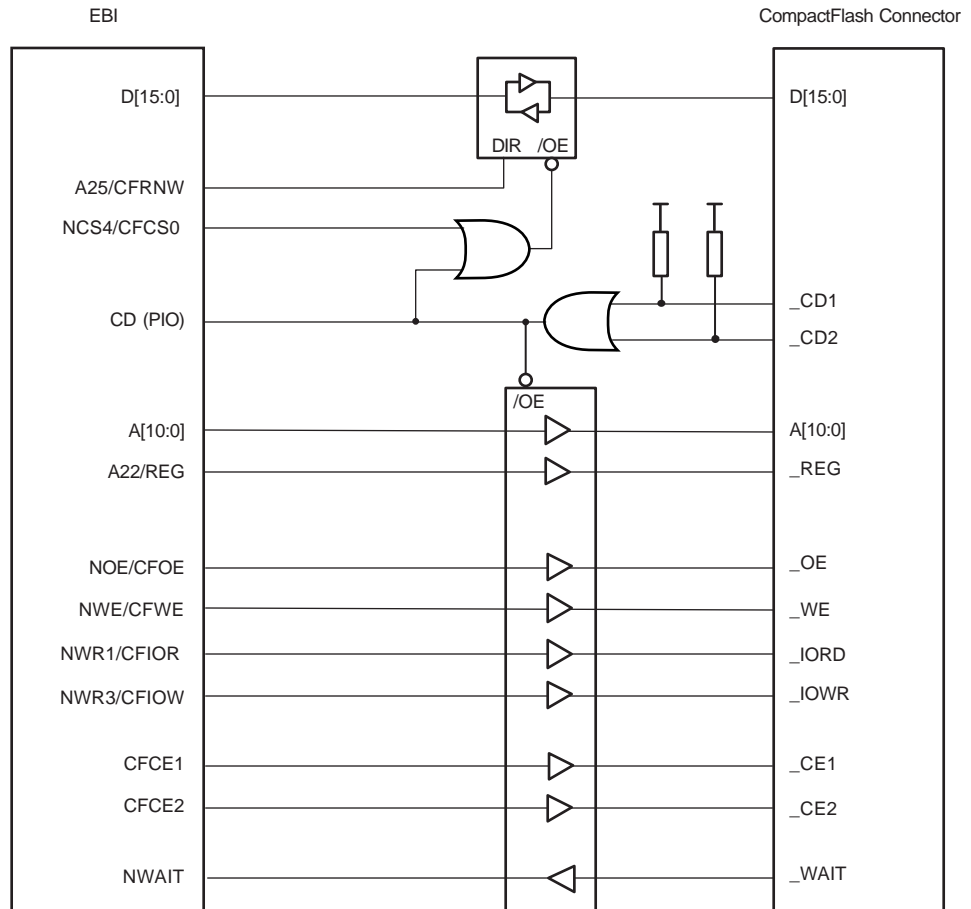 EBI
CompactFlash Connector
D[15:0]
D[15:0]
DIR /OE
A25/CFRNW
NCS4/CFCS0
_CD1
CD (PIO)
_CD2
/OE
A[10:0]
A[10:0]
A22/REG
_REG
NOE/CFOE
_OE
NWE/CFWE
_WE
NWR1/CFIOR
_IORD
NWR3/CFIOW
_IOWR
CFCE1
_CE1
CFCE2
_CE2
NWAIT
_WAIT